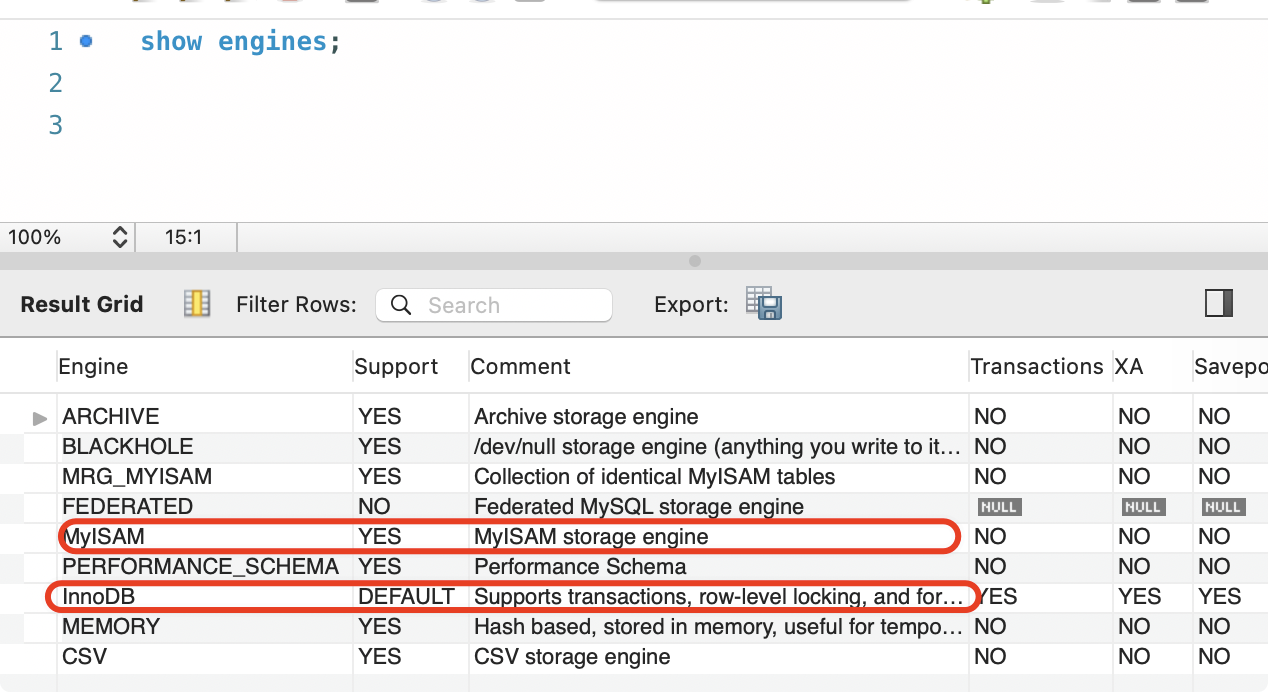 1 show engines;
2
3
100% 15:1
Result Grid Filter Rows: Search Export:
Engine Support Comment Transactions XA Savepo
ARCHIVE YES Archive storage engine NO NO NO
BLACKHOLE YES /dev/null storage engine (anything you write to it... NO NO NO
MRG_MYISAM YES Collection of identical MyISAM tables NO NO NO
FEDERATED NO Federated MySQL storage engine NULL NULL NULL
MyISAM YES MyISAM storage engine NO NO NO
PERFORMANCE_SCHEMA YES Performance Schema NO NO NO
InnoDB DEFAULT Supports transactions, row-level locking, and for... YES YES YES
MEMORY YES Hash based, stored in memory, useful for tempo... NO NO NO
CSV YES CSV storage engine NO NO NO